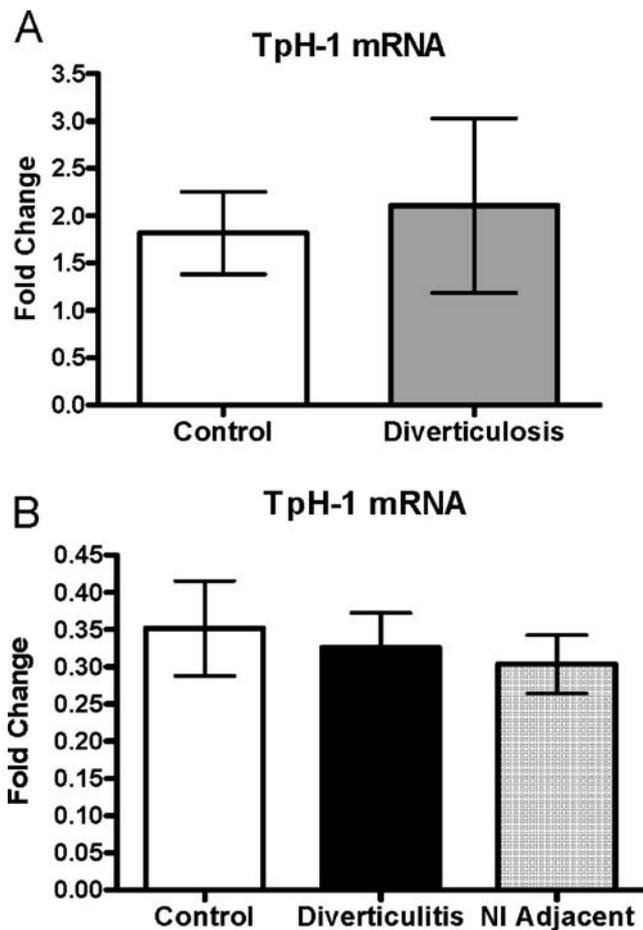 A
TpH-1 mRNA
Fold Change
3.5
3.0
2.5
2.0
1.5
1.0
0.5
0.0
Control Diverticulosis
B
TpH-1 mRNA
Fold Change
0.45
0.40
0.35
0.30
0.25
0.20
0.15
0.10
0.05
0.00
Control Diverticulitis NI Adjacent